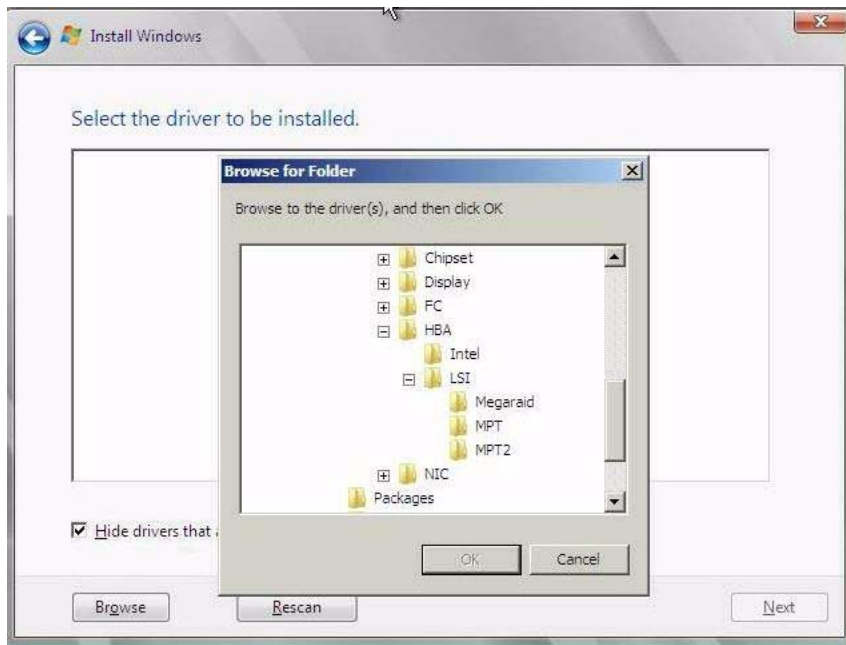 Install Windows
Select the driver to be installed.
Browse for Folder
Browse to the driver(s), and then click OK
Chipset
Display
FC
HBA
Intel
LSI
Megaraid
MPT
MPT2
NIC
Packages
Hide drivers that
OK
Cancel
Browse
Rescan
Next